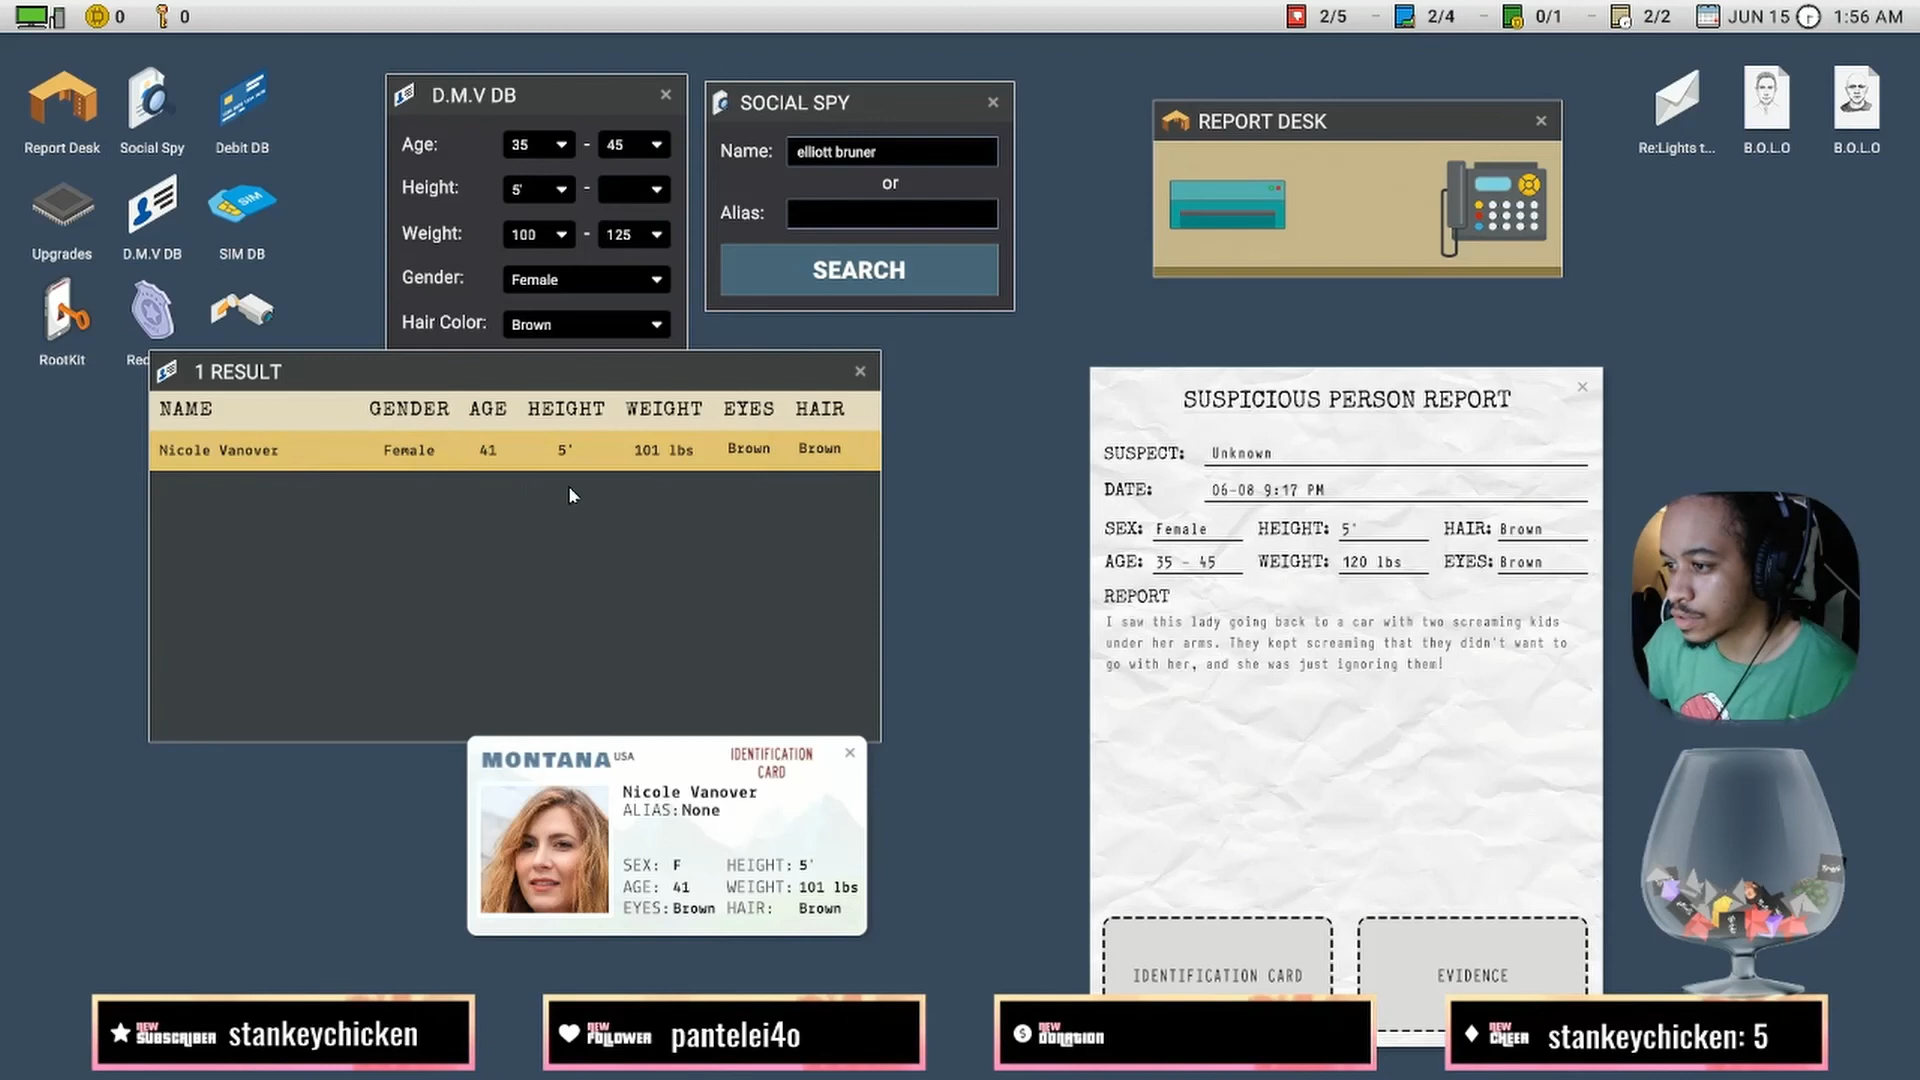 0
0
2/5
2/4
0/1
2/2
JUN 15
1:56 AM
Report Desk
Social Spy
Debit DB
Upgrades
D.M.V DB
SIM DB
RootKit
Rec
D.M.V DB
Age: 35 - 45
Height: 5' -
Weight: 100 - 125
Gender: Female
Hair Color: Brown
SOCIAL SPY
Name: elliott bruner
or
Alias:
SEARCH
REPORT DESK
Re:Lights t...
B.O.L.O
B.O.L.O
1 RESULT
NAME GENDER AGE HEIGHT WEIGHT EYES HAIR
Nicole Vanover Female 41 5' 101 lbs Brown Brown
MONTANA USA
IDENTIFICATION
CARD
Nicole Vanover
ALIAS: None
SEX: F HEIGHT: 5'
AGE: 41 WEIGHT: 101 lbs
EYES: Brown HAIR: Brown
SUSPICIOUS PERSON REPORT
SUSPECT: Unknown
DATE: 06-08 9:17 PM
SEX: Female HEIGHT: 5' HAIR: Brown
AGE: 35 - 45 WEIGHT: 120 lbs EYES: Brown
REPORT
I saw this lady going back to a car with two screaming kids
under her arms. They kept screaming that they didn't want to
go with her, and she was just ignoring them!
IDENTIFICATION CARD
EVIDENCE
NEW SUBSCRIBER stankeychicken
NEW FOLLOWER pantelei4o
NEW DONATION
NEW CHEER stankeychicken: 5